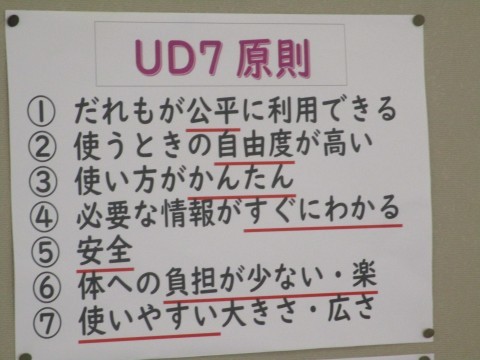 UD7原則
①だれもが公平に利用できる
②使うときの自由度が高い
③使い方がかんたん
④必要な情報がすぐにわかる
⑤安全
⑥体への負担が少ない・楽
⑦使いやすい大きさ・広さ